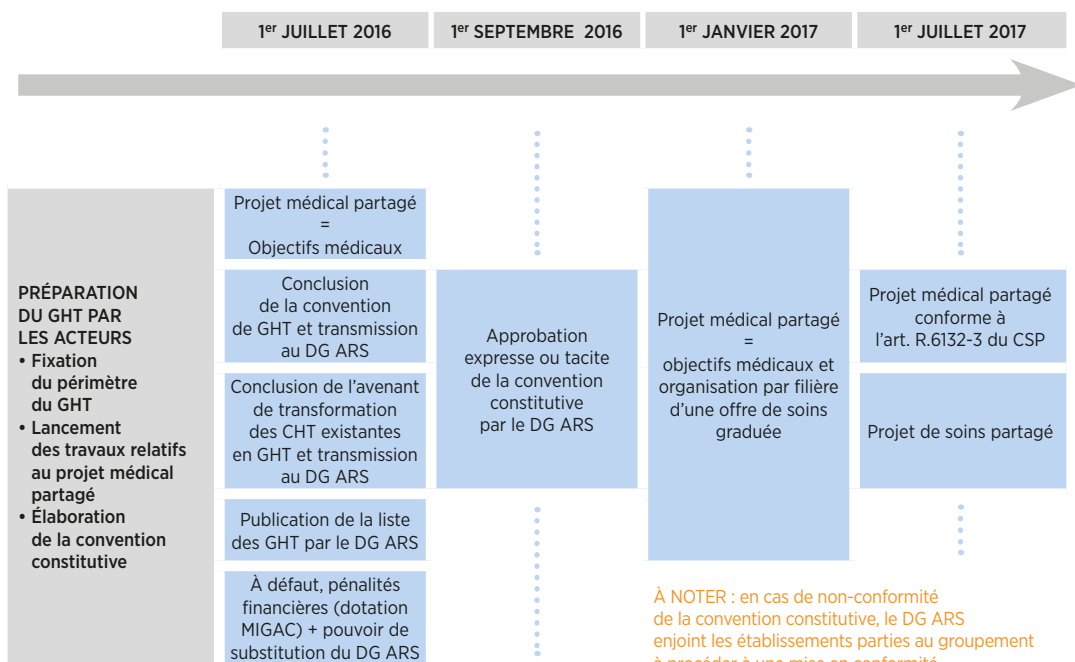 1er JUILLET 2016
1er SEPTEMBRE 2016
1er JANVIER 2017
1er JUILLET 2017
PRÉPARATION
DU GHT PAR
LES ACTEURS
• Fixation
du périmètre
du GHT
• Lancement
des travaux relatifs
au projet médical
partagé
• Élaboration
de la convention
constitutive
Projet médical partagé
=
Objectifs médicaux
Conclusion
de la convention
de GHT et transmission
au DG ARS
Conclusion de l'avenant
de transformation
des CHT existantes
en GHT et transmission
au DG ARS
Publication de la liste
des GHT par le DG ARS
À défaut, pénalités
financières (dotation
MIGAC) + pouvoir de
substitution du DG ARS
Approbation
expresse ou tacite
de la convention
constitutive
par le DG ARS
Projet médical partagé
=
objectifs médicaux et
organisation par filière
d'une offre de soins
graduée
Projet médical partagé
conforme à
l'art. R.6132-3 du CSP
Projet de soins partagé
À NOTER : en cas de non-conformité
de la convention constitutive, le DG ARS
enjoint les établissements parties au groupement
à procéder à une mise en conformité